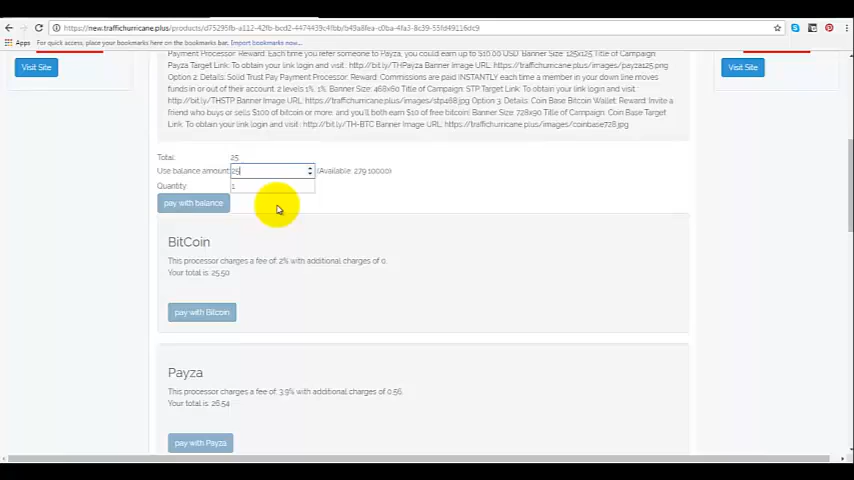 https://new.traffichurricane.plus/products/d75295fb-a112-42fb-bcd2-4474439c4fbb/b49a8fea-c0ba-4fa3-8c39-55fd49116dc9
Apps For quick access, place your bookmarks here on the bookmarks bar. Import bookmarks now...
Payment Processor Reward: Each time you refer someone to Payza, you could earn up to $10.00 USD Banner Size: 125x125 Title of Campaign
Payza Target Link: To obtain your link login and visit : http://bit.ly/THPayza Banner Image URL: https://traffichurricane.plus/images/payza125.png
Option 2: Details: Solid Trust Pay Payment Processor: Reward: Commissions are paid INSTANTLY each time a member in your down line moves
funds in or out of their account. 2 levels 1%, 1%. Banner Size: 468x60 Title of Campaign: STP Target Link: To obtain your link login and visit :
http://bit.ly/THSTP Banner Image URL: https://traffichurricane.plus/images/stp468.jpg Option 3: Details: Coin Base Bitcoin Wallet: Reward: Invite a
friend who buys or sells $100 of bitcoin or more, and you'll both earn $10 of free bitcoin! Banner Size: 728x90 Title of Campaign: Coin Base Target
Link: To obtain your link login and visit : http://bit.ly/TH-BTC Banner Image URL: https://traffichurricane.plus/images/coinbase728.jpg
Visit Site
Visit Site
Total: 25
Use balance amount: 25 (Available: 279.10000)
Quantity: 1
pay with balance
BitCoin
This processor charges a fee of: 2% with additional charges of 0.
Your total is: 25.50
pay with Bitcoin
Payza
This processor charges a fee of: 3.9% with additional charges of 0.56.
Your total is: 26.54
pay with Payza